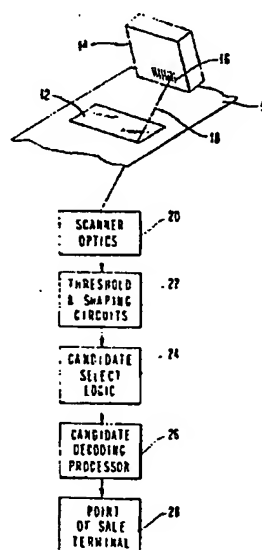 14
16
12
18
SCANNER
OPTICS
20
THRESHOLD
& SHAPING
CIRCUITS
22
CANDIDATE
SELECT
LOGIC
24
CANDIDATE
DECODING
PROCESSOR
26
POINT
OF SALE
TERMINAL
28